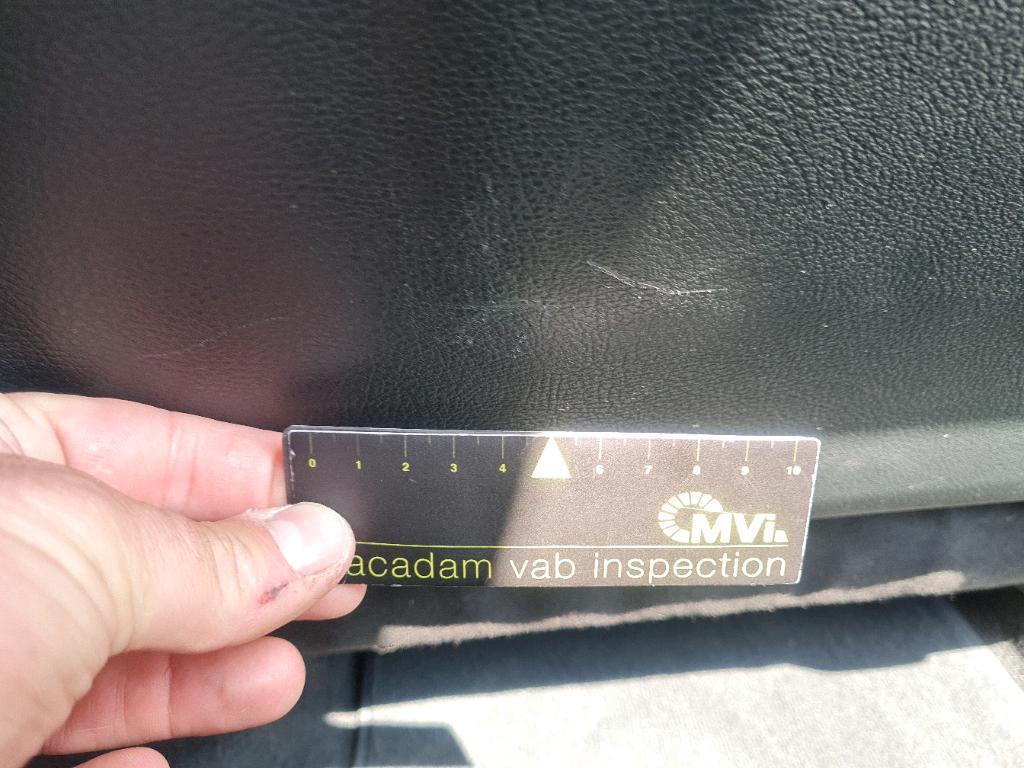 0 1 2 3 4 6 7 8 9 10
MVi
acadam vab inspection